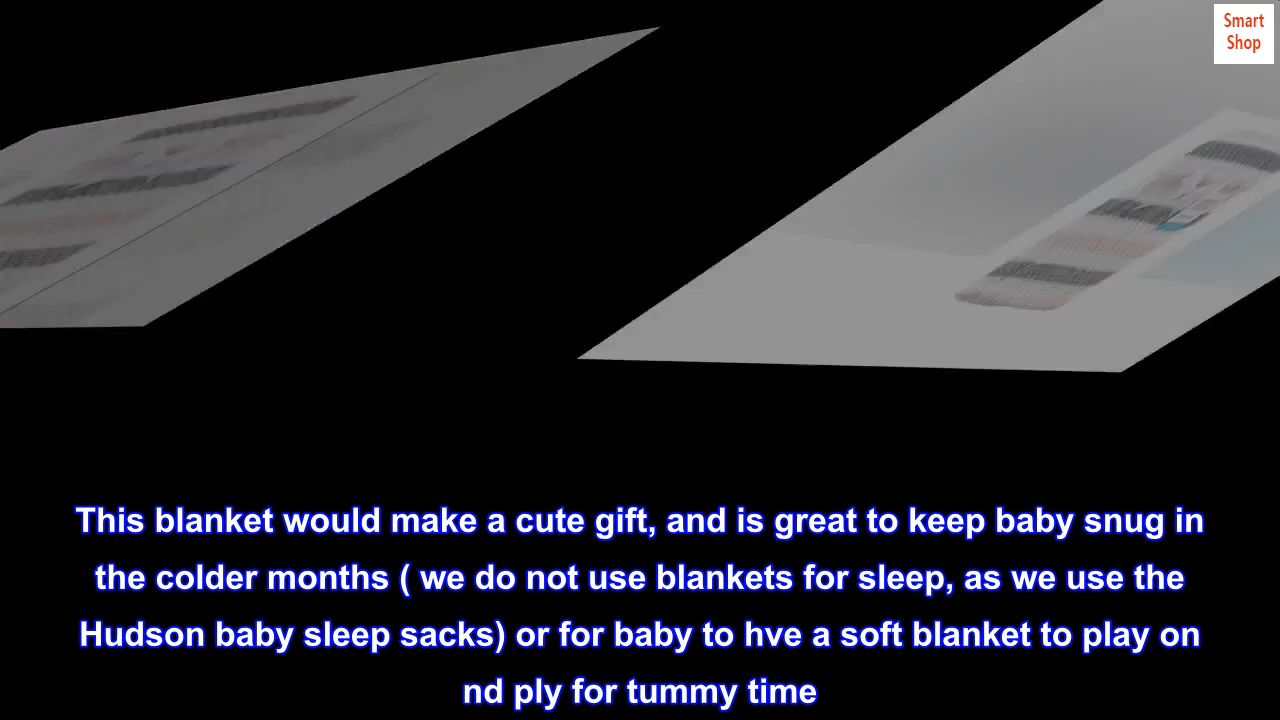 Smart
Shop
This blanket would make a cute gift, and is great to keep baby snug in
the colder months ( we do not use blankets for sleep, as we use the
Hudson baby sleep sacks) or for baby to hve a soft blanket to play on
nd ply for tummy time